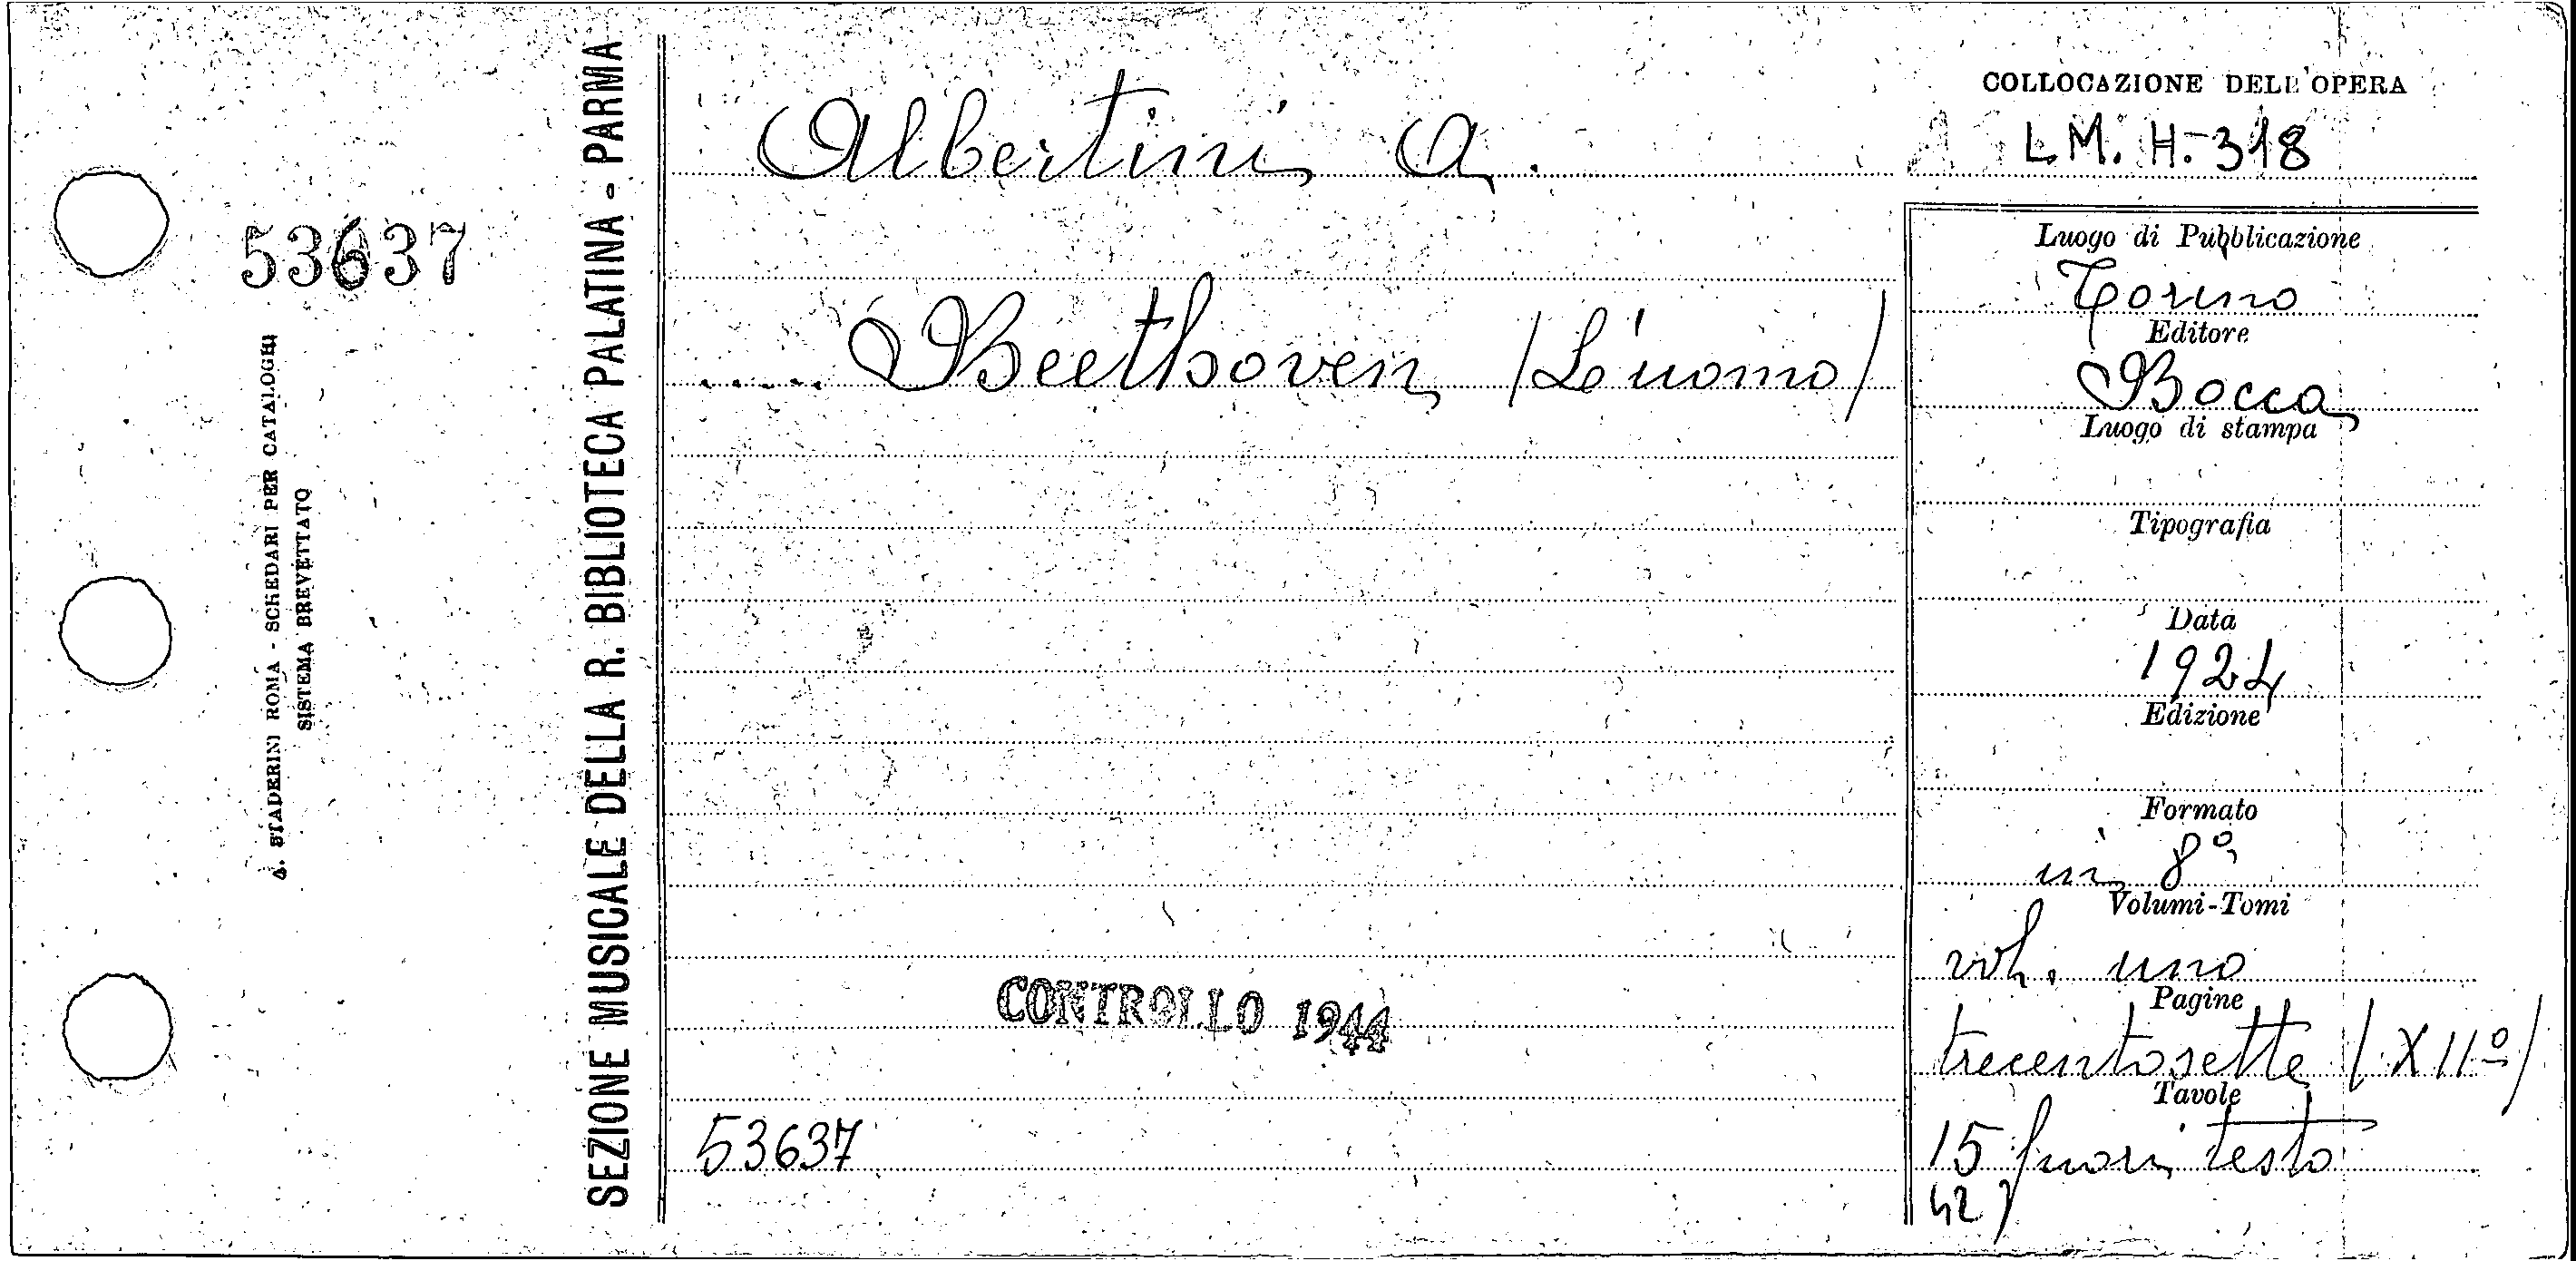 53637
A. STADERINI ROMA - SCHEDARI PER CATALOGHI
SISTEMA BREVETTATO
SEZIONE MUSICALE DELLA R. BIBLIOTECA PALATINA - PARMA
Albertini A.
..... Beethoven /L'uomo/
CONTROLLO 1944
53637
COLLOCAZIONE DELL'OPERA
L.M. H.-318
Luogo di Pubblicazione
Torino
Editore
Bocca
Luogo di stampa
Tipografia
Data
1924
Edizione
Formato
in 8º
Volumi-Tomi
vol. uno
Pagine
trecentosette /XIIº/
Tavole
15 fuori testo
42